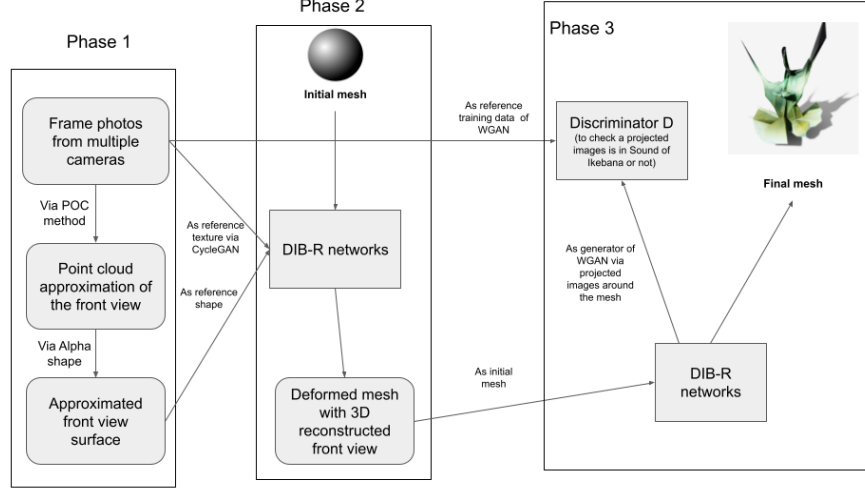 Phase 1
Frame photos
from multiple
cameras
Via POC
method
Point cloud
approximation of
the front view
Via Alpha
shape
Approximated
front view
surface
As reference
texture via
CycleGAN
As reference
shape
Phase 2
Initial mesh
DIB-R networks
Deformed mesh
with 3D
reconstructed
front view
As reference
training data of
WGAN
As initial
mesh
Phase 3
Discriminator D
(to check a projected
images is in Sound of
Ikebana or not)
Final mesh
As generator of
WGAN via
projected
images around
the mesh
DIB-R
networks